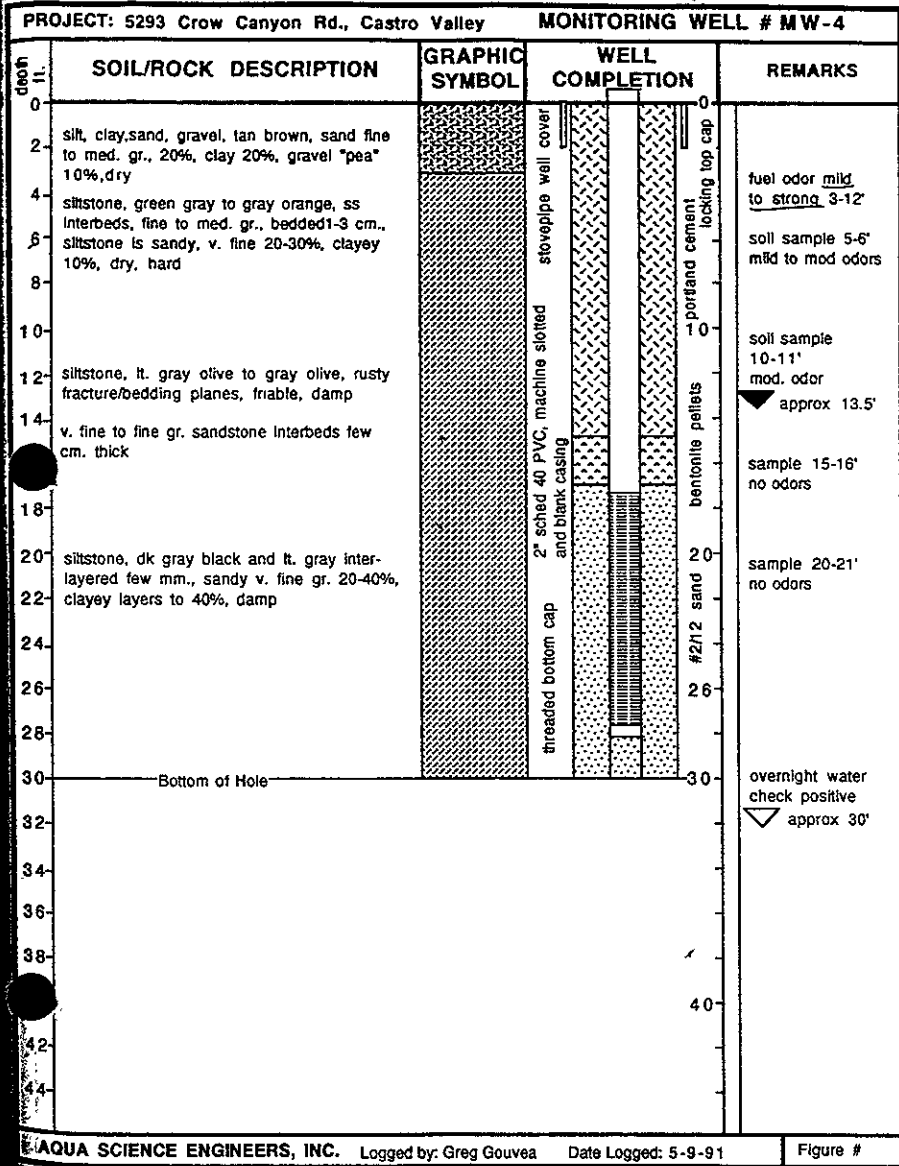 PROJECT: 5293 Crow Canyon Rd., Castro Valley MONITORING WELL # MW-4
depth ft.
SOIL/ROCK DESCRIPTION
GRAPHIC SYMBOL
WELL COMPLETION
REMARKS
0
2
4
6
8
10
12
14
18
20
22
24
26
28
30
32
34
36
38
42
44
silt, clay,sand, gravel, tan brown, sand fine
to med. gr., 20%, clay 20%, gravel "pea"
10%,dry
siltstone, green gray to gray orange, ss
interbeds, fine to med. gr., bedded1-3 cm.,
siltstone is sandy, v. fine 20-30%, clayey
10%, dry, hard
siltstone, lt. gray olive to gray olive, rusty
fracture/bedding planes, friable, damp
v. fine to fine gr. sandstone interbeds few
cm. thick
siltstone, dk gray black and lt. gray inter-
layered few mm., sandy v. fine gr. 20-40%,
clayey layers to 40%, damp
Bottom of Hole
stovepipe well cover
2" sched 40 PVC, machine slotted
and blank casing
threaded bottom cap
locking top cap
portland cement
bentonite pellets
#2/12 sand
0
10
20
26
30
40
fuel odor mild
to strong 3-12'
soil sample 5-6'
mild to mod odors
soil sample
10-11'
mod. odor
approx 13.5'
sample 15-16'
no odors
sample 20-21'
no odors
overnight water
check positive
approx 30'
AQUA SCIENCE ENGINEERS, INC. Logged by: Greg Gouvea Date Logged: 5-9-91 Figure #